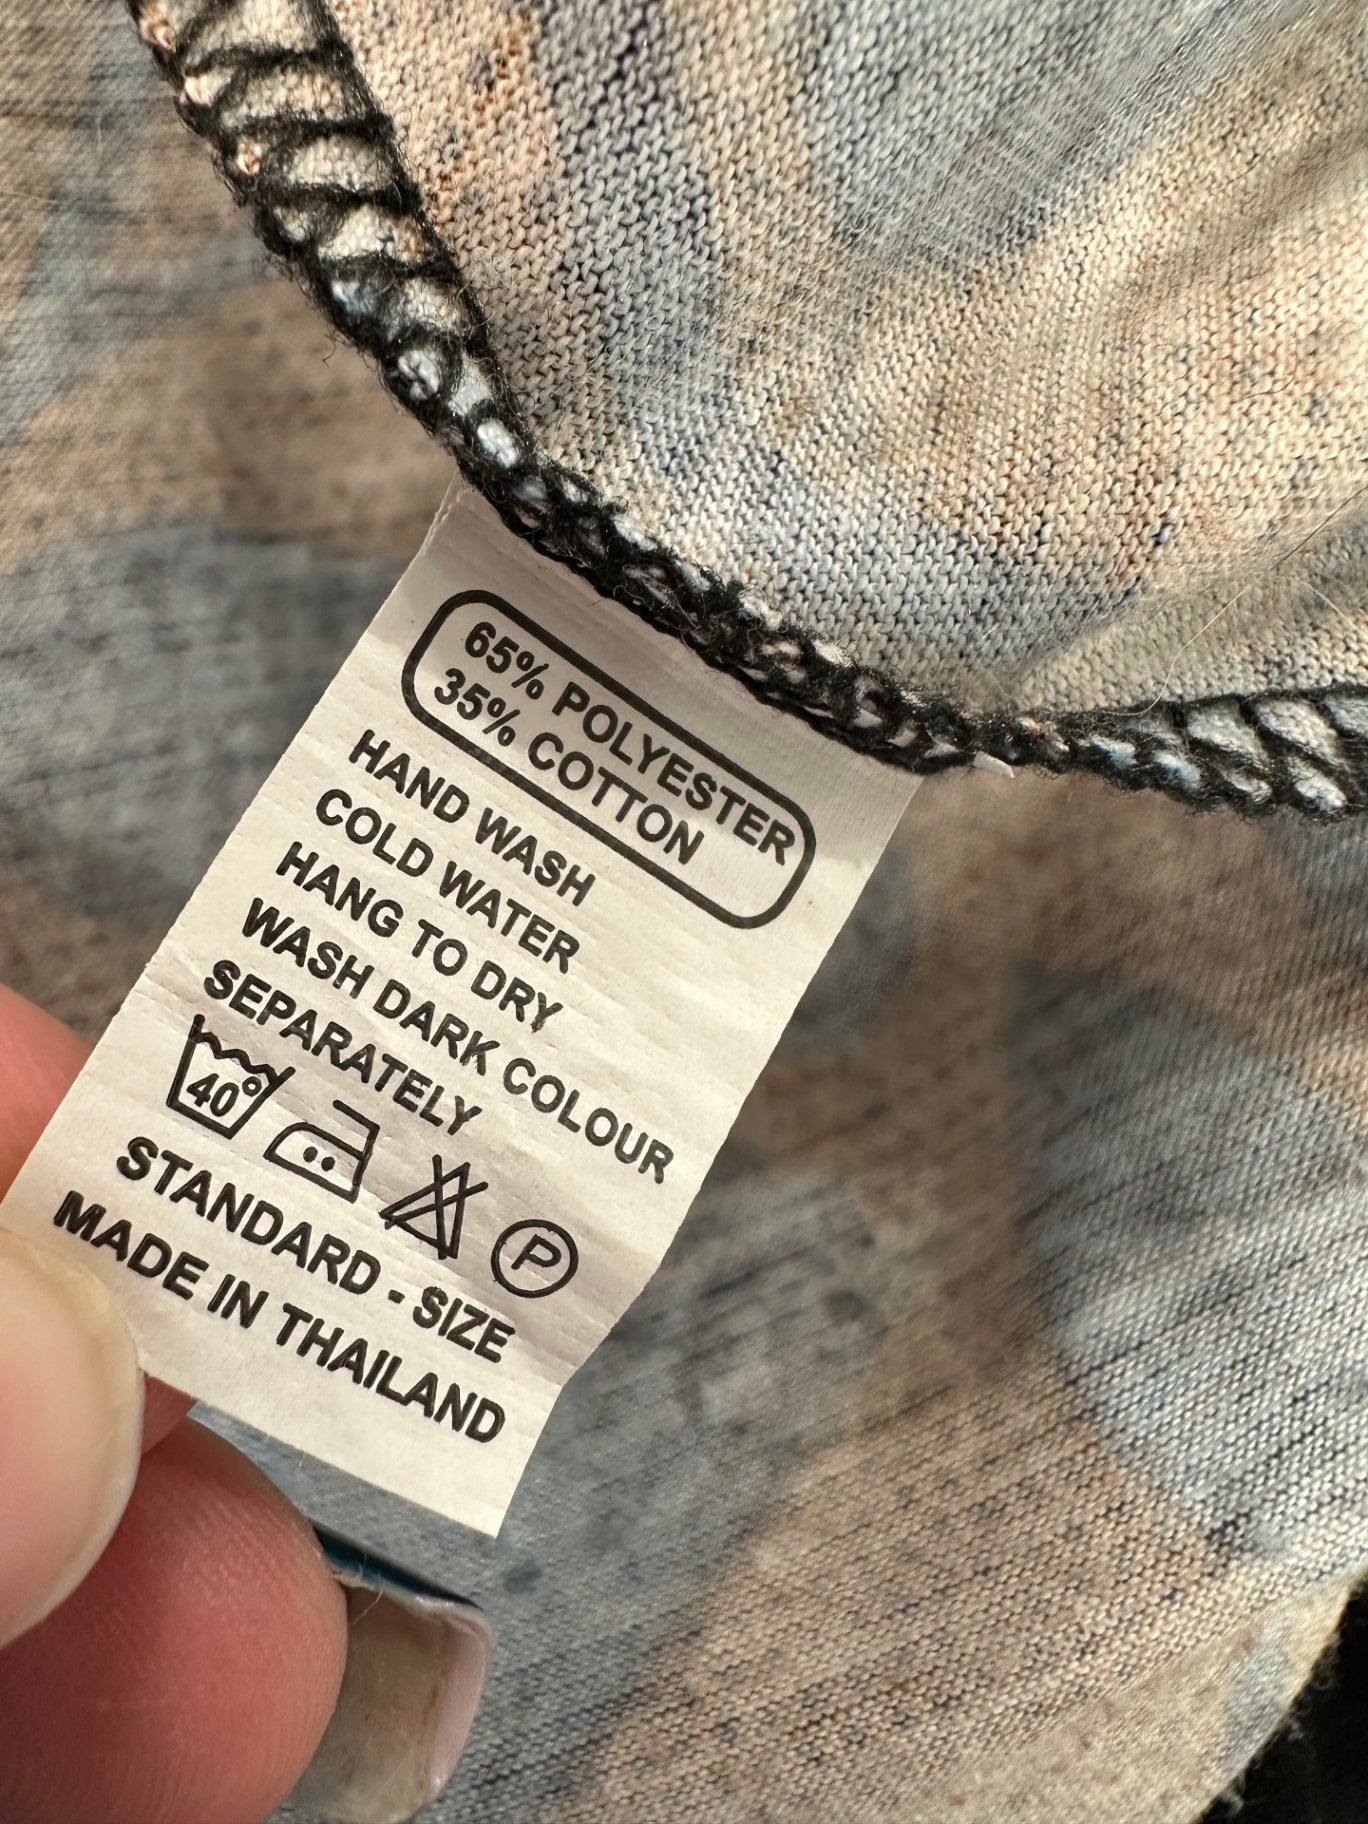 65% POLYESTER
35% COTTON
HAND WASH
COLD WATER
HANG TO DRY
WASH DARK COLOUR
SEPARATELY
40° P
STANDARD - SIZE
MADE IN THAILAND